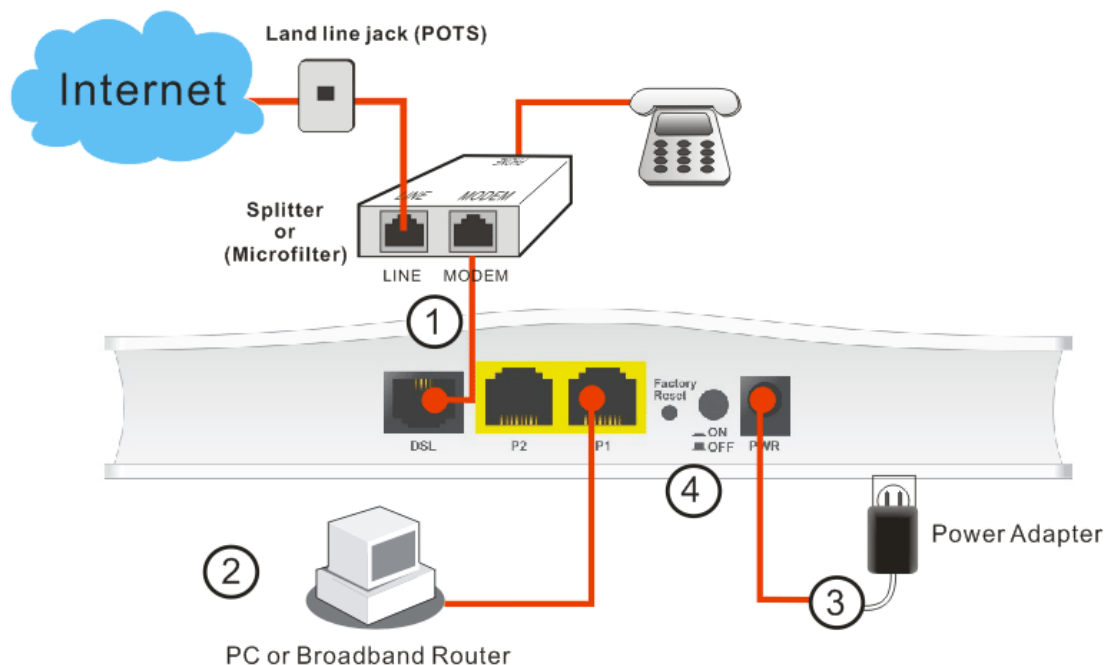 Land line jack (POTS)
Internet
PHONE
LINE MODEM
Splitter
or
(Microfilter)
LINE MODEM
1
Factory
Reset
ON
OFF
DSL P2 P1 PWR
4
2
3
Power Adapter
PC or Broadband Router